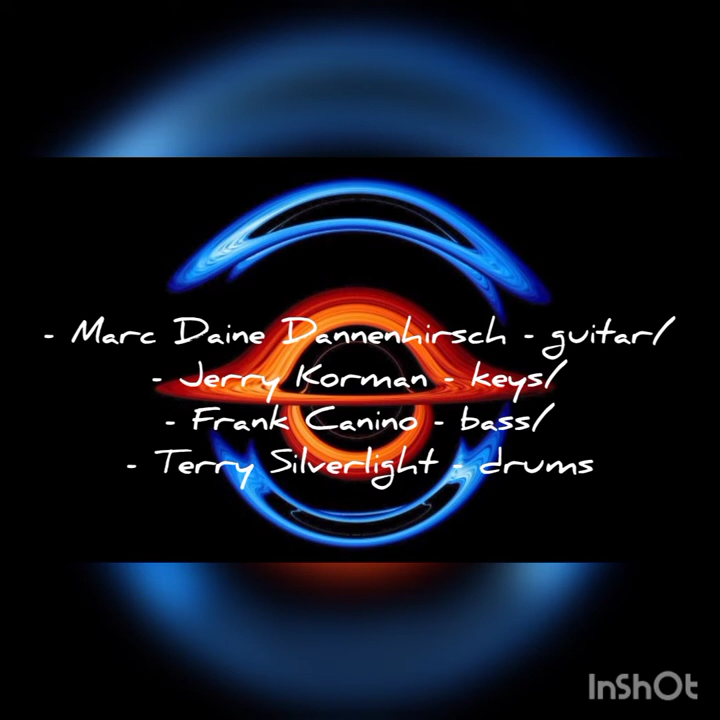 - Marc Daine Dannenhirsch - guitar/
- Jerry Korman - keys/
- Frank Canino - bass/
- Terry Silverlight - drums
InShOt